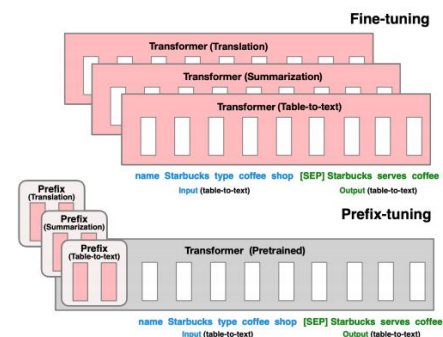 Fine-tuning
Transformer (Translation)
Transformer (Summarization)
Transformer (Table-to-text)
name Starbucks type coffee shop [SEP] Starbucks serves coffee
Input (table-to-text) Output (table-to-text)
Prefix-tuning
Prefix
(Translation)
Prefix
(Summarization)
Prefix
(Table-to-text)
Transformer (Pretrained)
name Starbucks type coffee shop [SEP] Starbucks serves coffee
Input (table-to-text) Output (table-to-text)